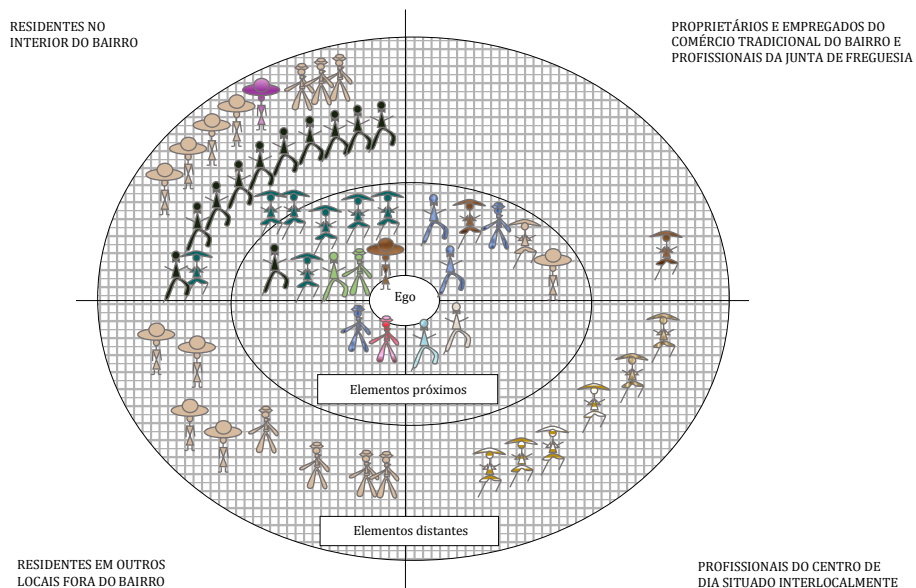 RESIDENTES NO
INTERIOR DO BAIRRO
PROPRIETÁRIOS E EMPREGADOS DO
COMÉRCIO TRADICIONAL DO BAIRRO E
PROFISSIONAIS DA JUNTA DE FREGUESIA
Ego
Elementos próximos
Elementos distantes
RESIDENTES EM OUTROS
LOCAIS FORA DO BAIRRO
PROFISSIONAIS DO CENTRO DE
DIA SITUADO INTERLOCALMENTE